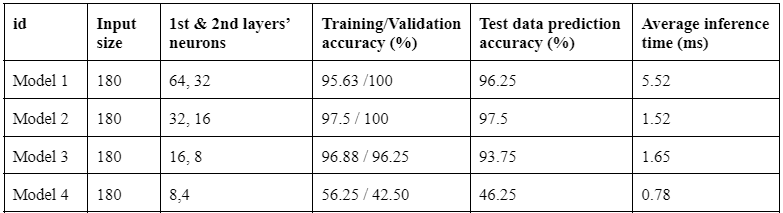 id Input size 1st & 2nd layers' neurons Training/Validation accuracy (%) Test data prediction accuracy (%) Average inference time (ms)
Model 1 180 64, 32 95.63 /100 96.25 5.52
Model 2 180 32, 16 97.5 / 100 97.5 1.52
Model 3 180 16, 8 96.88 / 96.25 93.75 1.65
Model 4 180 8,4 56.25 / 42.50 46.25 0.78